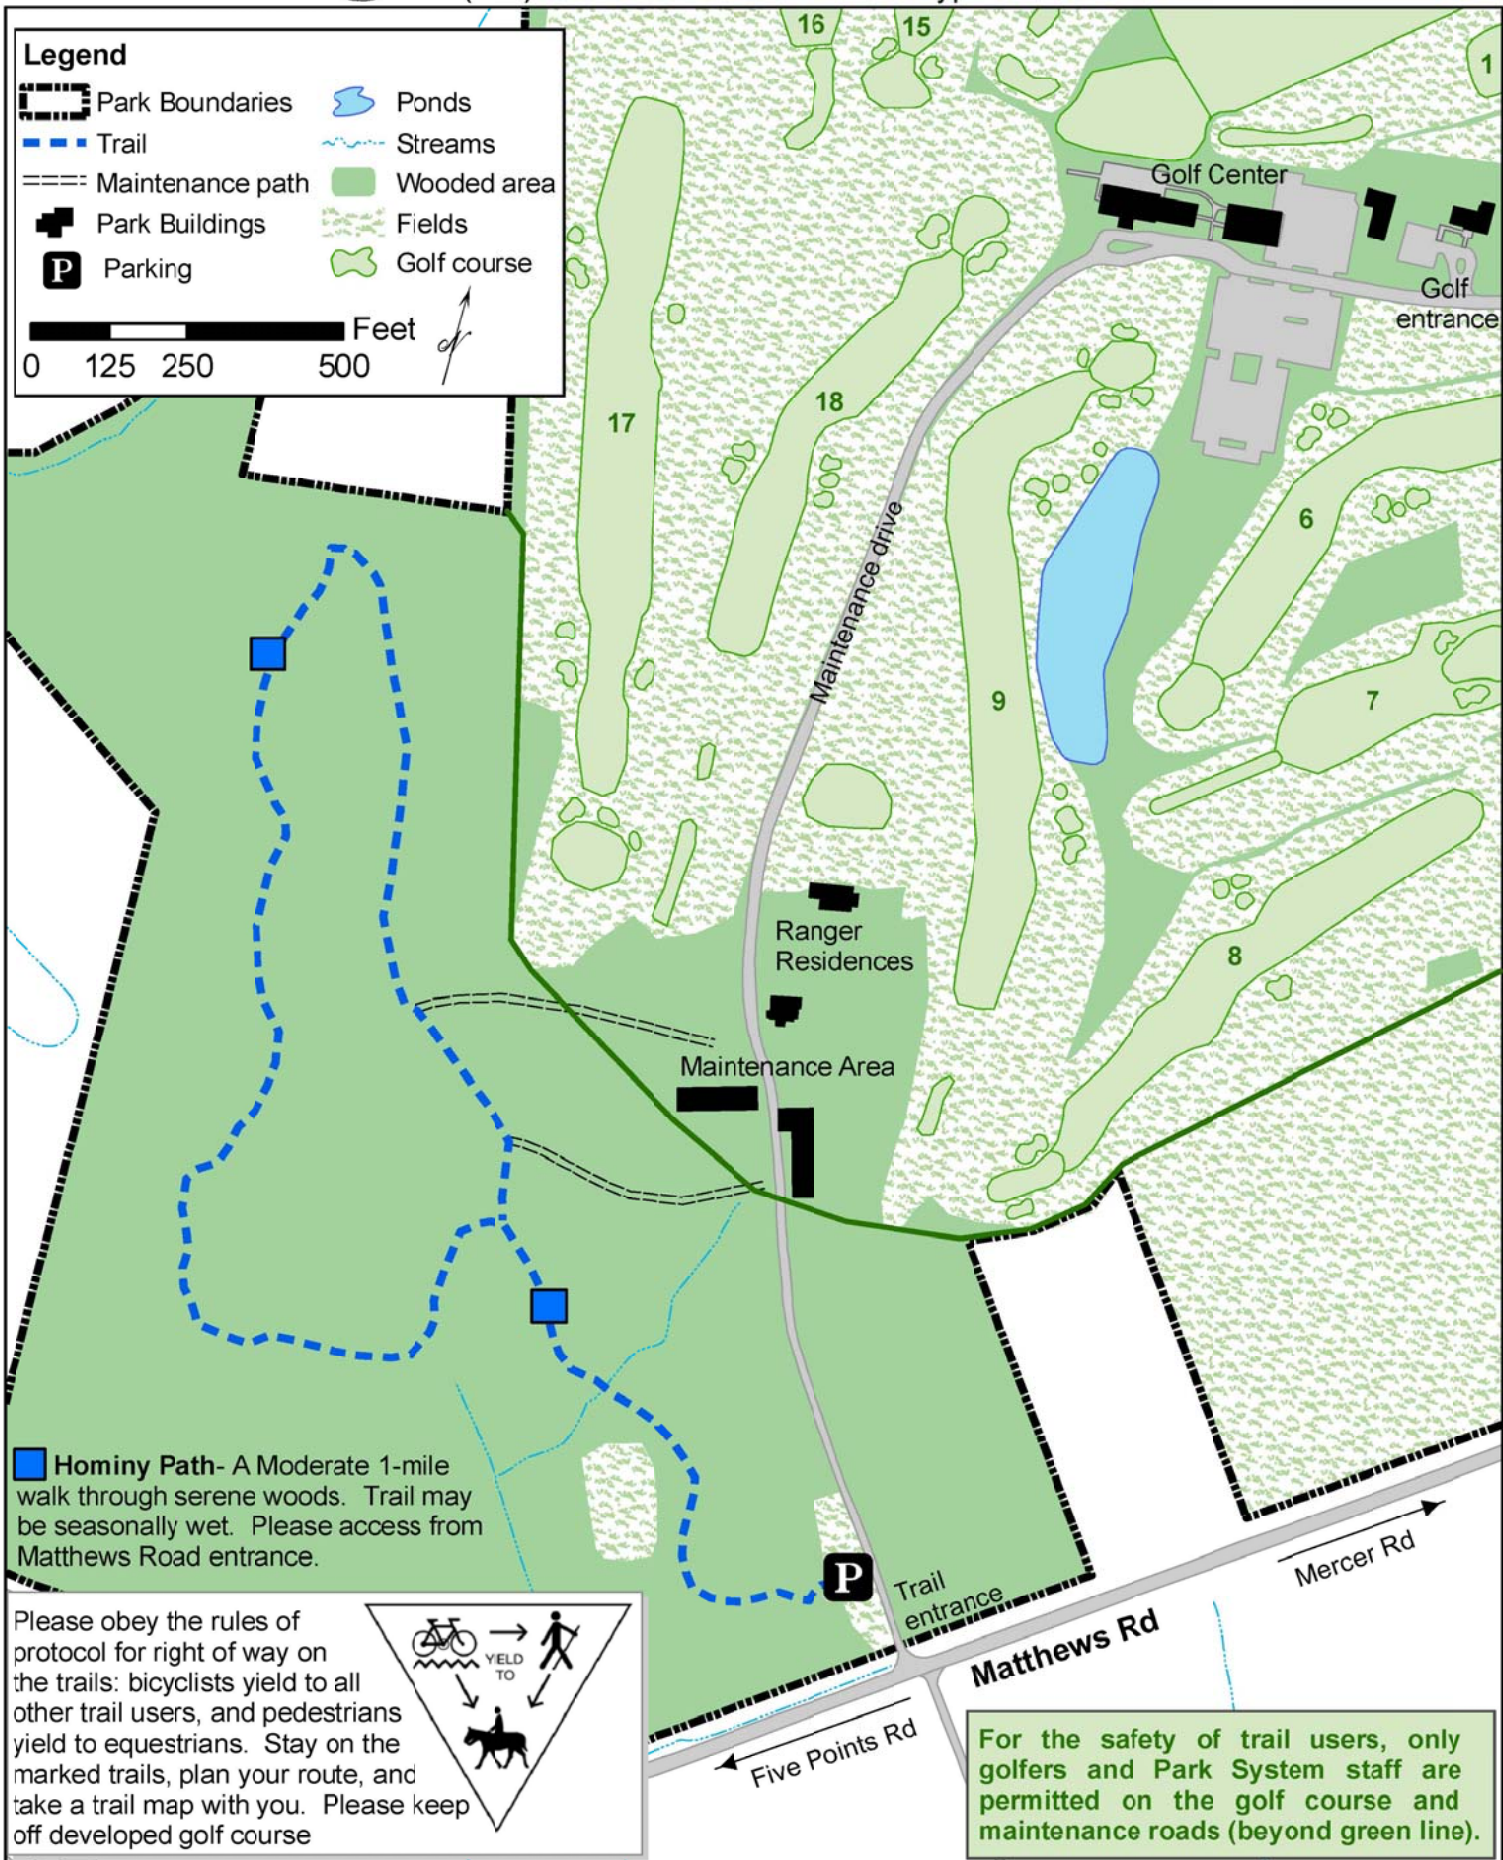 16
15
1
Legend
Park Boundaries
Ponds
Trail
Streams
Maintenance path
Wooded area
Park Buildings
Fields
P Parking
Golf course
Feet
0 125 250 500
N
Golf Center
Golf
entrance
17
18
6
Maintenance drive
9
7
Ranger
Residences
8
Maintenance Area
Hominy Path- A Moderate 1-mile
walk through serene woods. Trail may
be seasonally wet. Please access from
Matthews Road entrance.
P
Trail
entrance
Mercer Rd
Matthews Rd
Five Points Rd
Please obey the rules of
protocol for right of way on
the trails: bicyclists yield to all
other trail users, and pedestrians
yield to equestrians. Stay on the
marked trails, plan your route, and
take a trail map with you. Please keep
off developed golf course
YIELD
TO
For the safety of trail users, only
golfers and Park System staff are
permitted on the golf course and
maintenance roads (beyond green line).